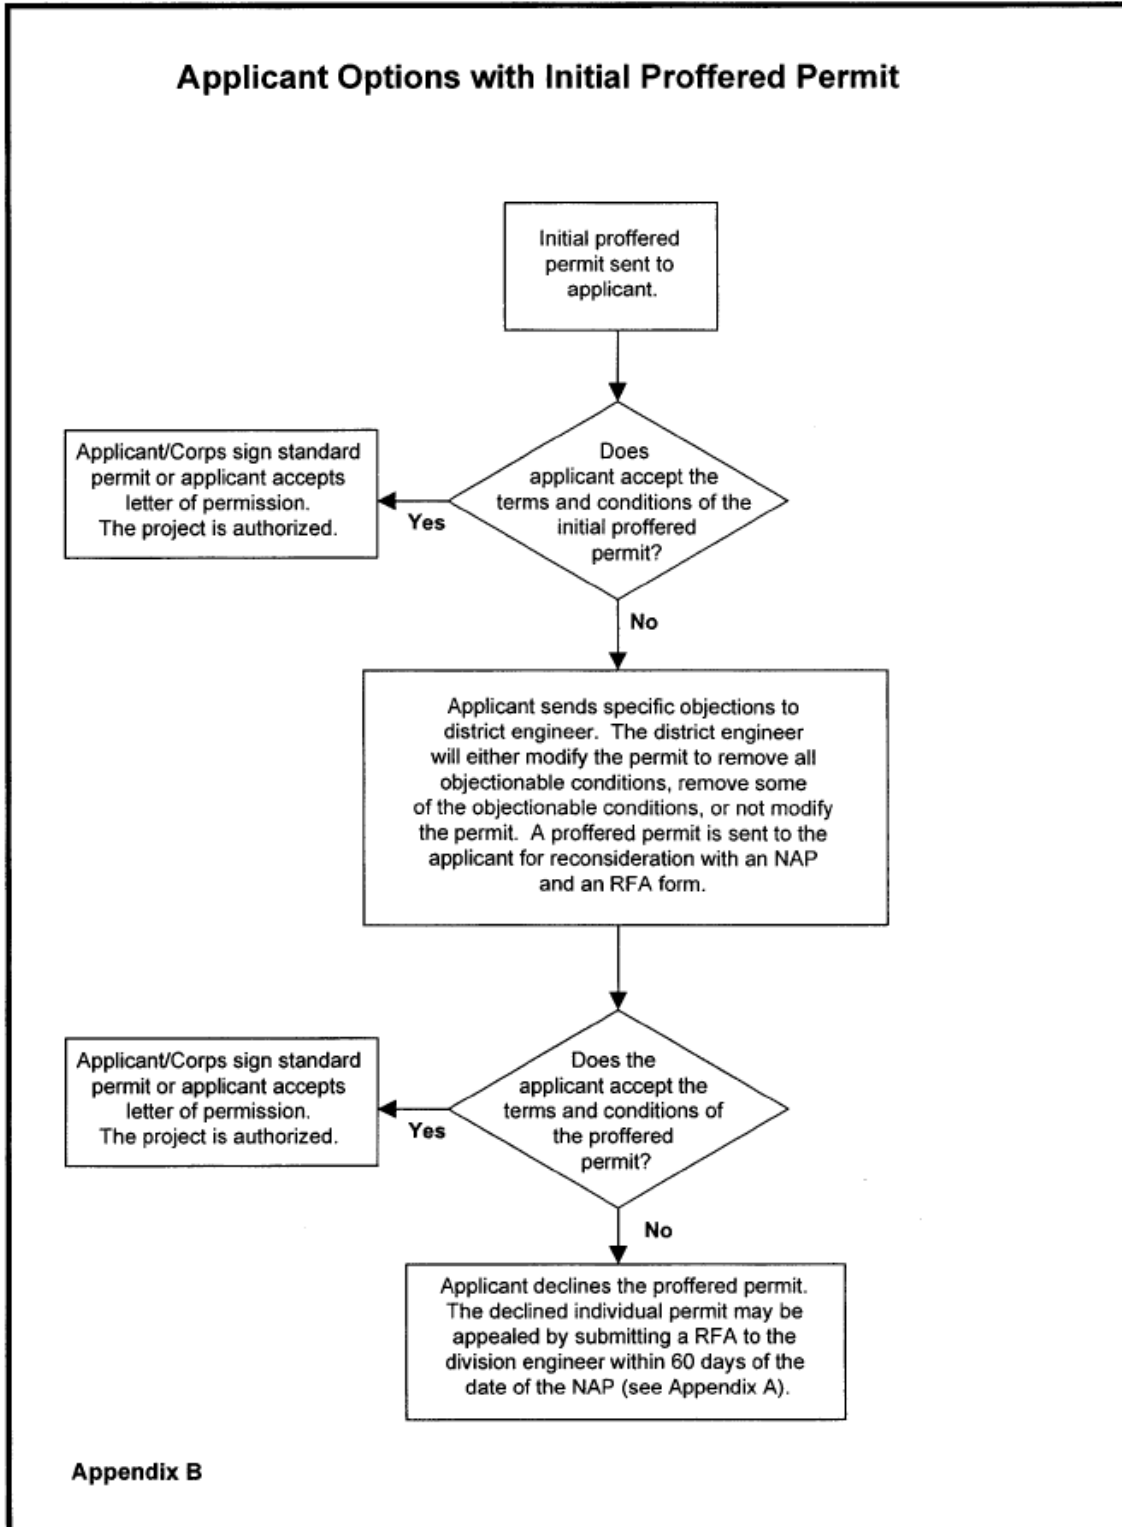 Applicant Options with Initial Proffered Permit
Initial proffered
permit sent to
applicant.
Does
applicant accept the
terms and conditions of the
initial proffered
permit?
Yes
Applicant/Corps sign standard
permit or applicant accepts
letter of permission.
The project is authorized.
No
Applicant sends specific objections to
district engineer. The district engineer
will either modify the permit to remove all
objectionable conditions, remove some
of the objectionable conditions, or not modify
the permit. A proffered permit is sent to the
applicant for reconsideration with an NAP
and an RFA form.
Does the
applicant accept the
terms and conditions of
the proffered
permit?
Yes
Applicant/Corps sign standard
permit or applicant accepts
letter of permission.
The project is authorized.
No
Applicant declines the proffered permit.
The declined individual permit may be
appealed by submitting a RFA to the
division engineer within 60 days of the
date of the NAP (see Appendix A).
Appendix B